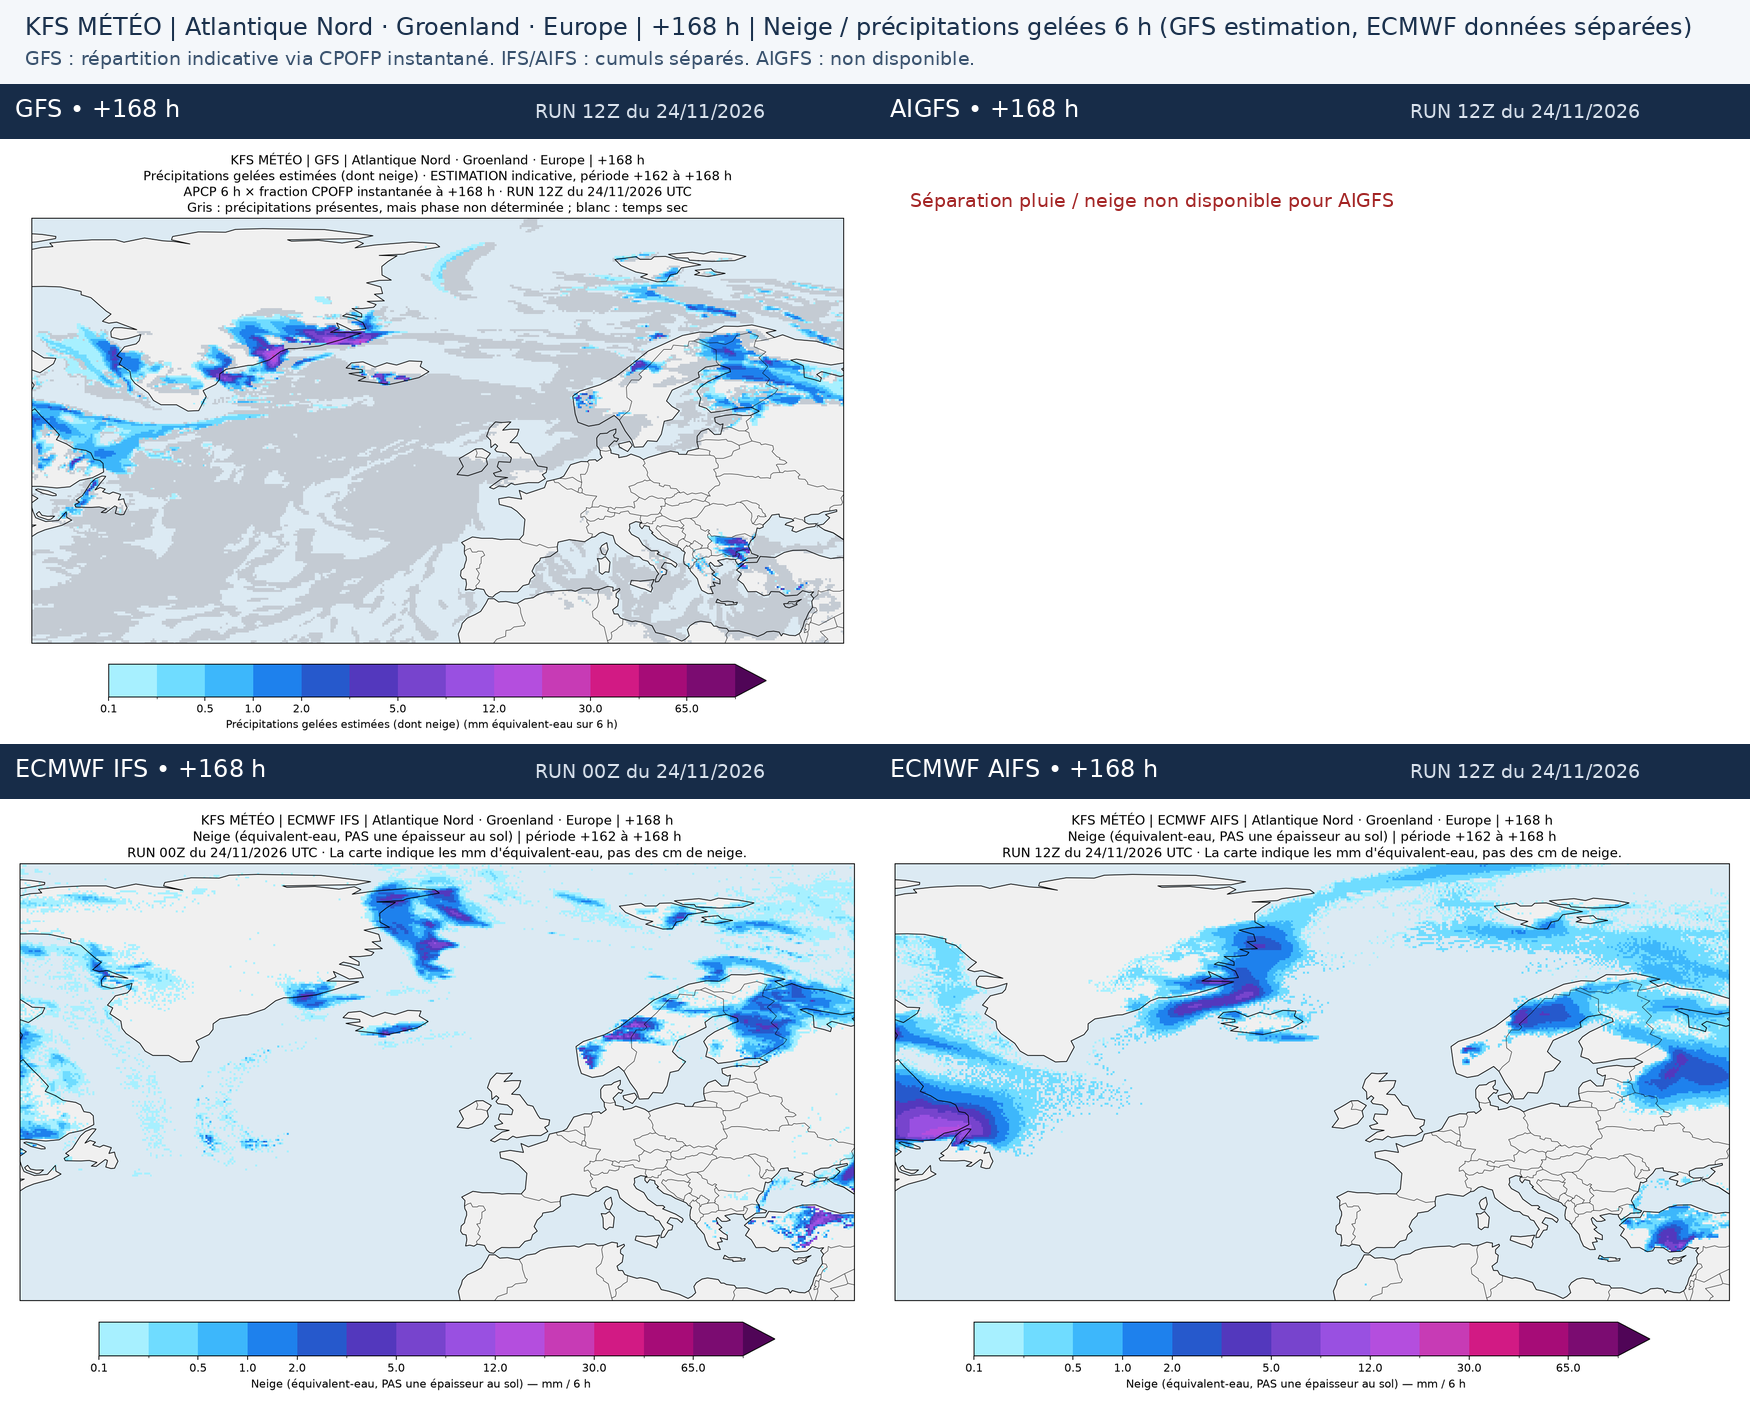 KFS MÉTÉO | Atlantique Nord · Groenland · Europe | +168 h | Neige / précipitations gelées 6 h (GFS estimation, ECMWF données séparées)
GFS : répartition indicative via CPOFP instantané. IFS/AIFS : cumuls séparés. AIGFS : non disponible.
GFS • +168 h
RUN 12Z du 24/11/2026
AIGFS • +168 h
RUN 12Z du 24/11/2026
KFS MÉTÉO | GFS | Atlantique Nord · Groenland · Europe | +168 h
Précipitations gelées estimées (dont neige) · ESTIMATION indicative, période +162 à +168 h
APCP 6 h × fraction CPOFP instantanée à +168 h · RUN 12Z du 24/11/2026 UTC
Gris : précipitations présentes, mais phase non déterminée ; blanc : temps sec
Séparation pluie / neige non disponible pour AIGFS
0.1 0.5 1.0 2.0 5.0 12.0 30.0 65.0
Précipitations gelées estimées (dont neige) (mm équivalent-eau sur 6 h)
ECMWF IFS • +168 h
RUN 00Z du 24/11/2026
ECMWF AIFS • +168 h
RUN 12Z du 24/11/2026
KFS MÉTÉO | ECMWF IFS | Atlantique Nord · Groenland · Europe | +168 h
Neige (équivalent-eau, PAS une épaisseur au sol) | période +162 à +168 h
RUN 00Z du 24/11/2026 UTC · La carte indique les mm d'équivalent-eau, pas des cm de neige.
KFS MÉTÉO | ECMWF AIFS | Atlantique Nord · Groenland · Europe | +168 h
Neige (équivalent-eau, PAS une épaisseur au sol) | période +162 à +168 h
RUN 12Z du 24/11/2026 UTC · La carte indique les mm d'équivalent-eau, pas des cm de neige.
0.1 0.5 1.0 2.0 5.0 12.0 30.0 65.0
Neige (équivalent-eau, PAS une épaisseur au sol) — mm / 6 h
0.1 0.5 1.0 2.0 5.0 12.0 30.0 65.0
Neige (équivalent-eau, PAS une épaisseur au sol) — mm / 6 h